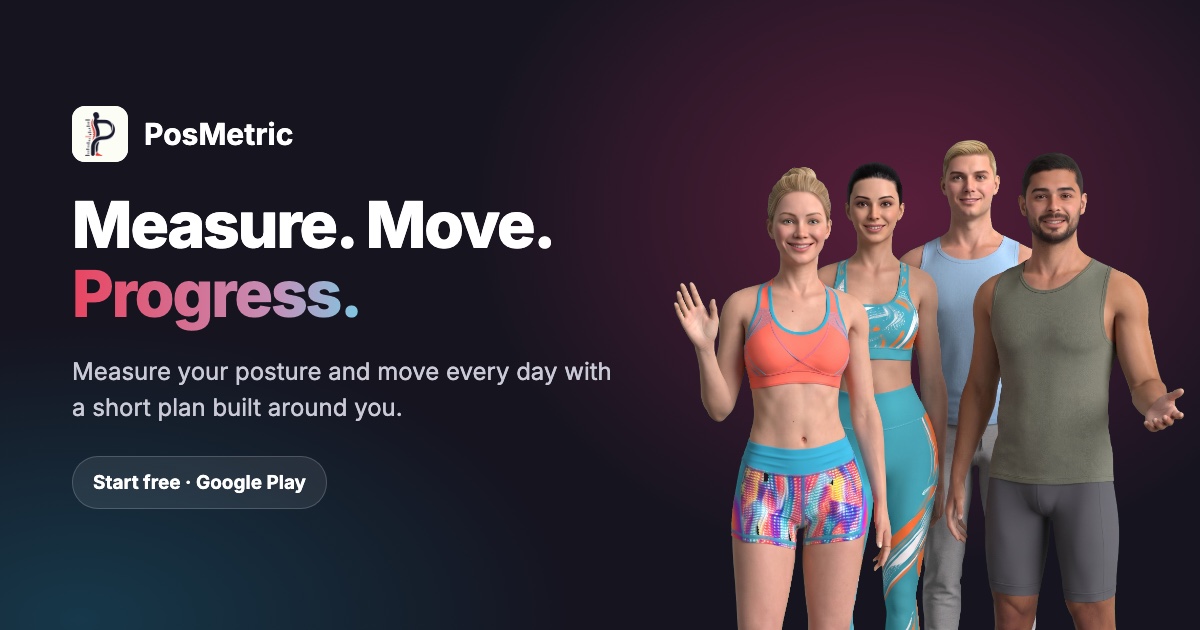 PosMetric
Measure. Move.
Progress.
Measure your posture and move every day with
a short plan built around you.
Start free · Google Play